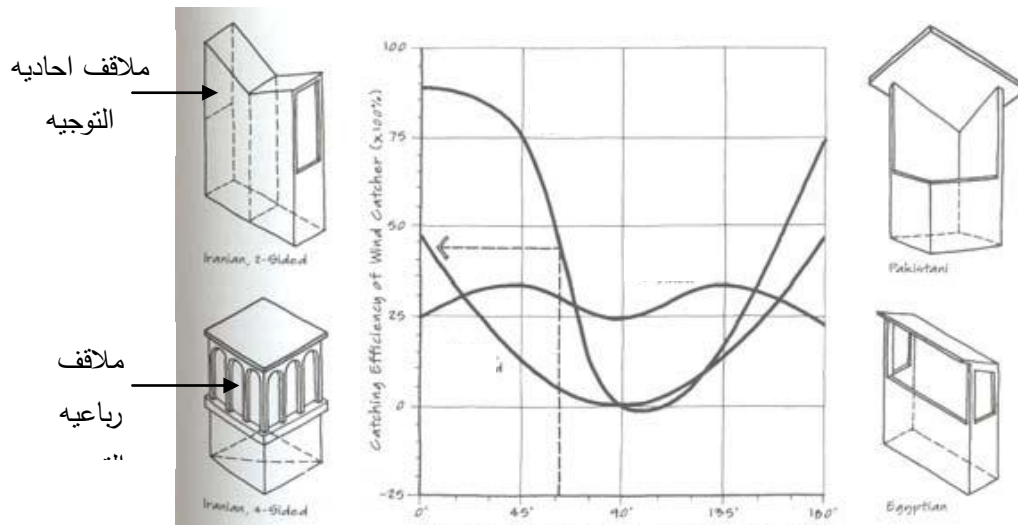 ملاقف احاديه
التوجيه
Iranian, 2-Sided
ملاقف
رباعيه
Iranian, 4-Sided
Catching Efficiency of Wind Catcher (x100%)
100
75
50
25
0
-25
0°
45°
90°
135°
180°
Pakistani
Egyptian